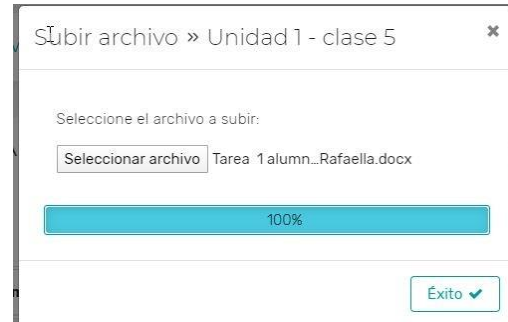 Subir archivo » Unidad 1 - clase 5
Seleccione el archivo a subir:
Seleccionar archivo Tarea 1 alumn...Rafaella.docx
100%
Éxito